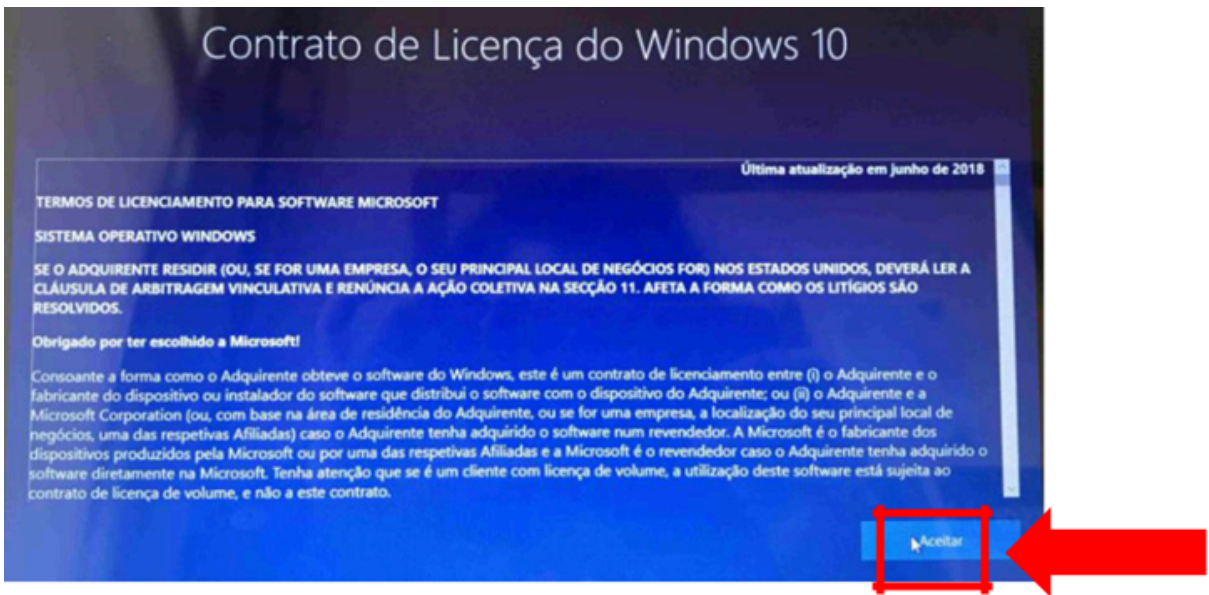 Contrato de Licença do Windows 10
Última atualização em junho de 2018
TERMOS DE LICENCIAMENTO PARA SOFTWARE MICROSOFT
SISTEMA OPERATIVO WINDOWS
SE O ADQUIRENTE RESIDIR (OU, SE FOR UMA EMPRESA, O SEU PRINCIPAL LOCAL DE NEGÓCIOS FOR) NOS ESTADOS UNIDOS, DEVERÁ LER A
CLÁUSULA DE ARBITRAGEM VINCULATIVA E RENÚNCIA A AÇÃO COLETIVA NA SECÇÃO 11. AFETA A FORMA COMO OS LITÍGIOS SÃO
RESOLVIDOS.
Obrigado por ter escolhido a Microsoft!
Consoante a forma como o Adquirente obteve o software do Windows, este é um contrato de licenciamento entre (i) o Adquirente e o
fabricante do dispositivo ou instalador do software que distribui o software com o dispositivo do Adquirente; ou (ii) o Adquirente e a
Microsoft Corporation (ou, com base na área de residência do Adquirente, ou se for uma empresa, a localização do seu principal local de
negócios, uma das respetivas Afiliadas) caso o Adquirente tenha adquirido o software num revendedor. A Microsoft é o fabricante dos
dispositivos produzidos pela Microsoft ou por uma das respetivas Afiliadas e a Microsoft é o revendedor caso o Adquirente tenha adquirido o
software diretamente na Microsoft. Tenha atenção que se é um cliente com licença de volume, a utilização deste software está sujeita ao
contrato de licença de volume, e não a este contrato.
Aceitar